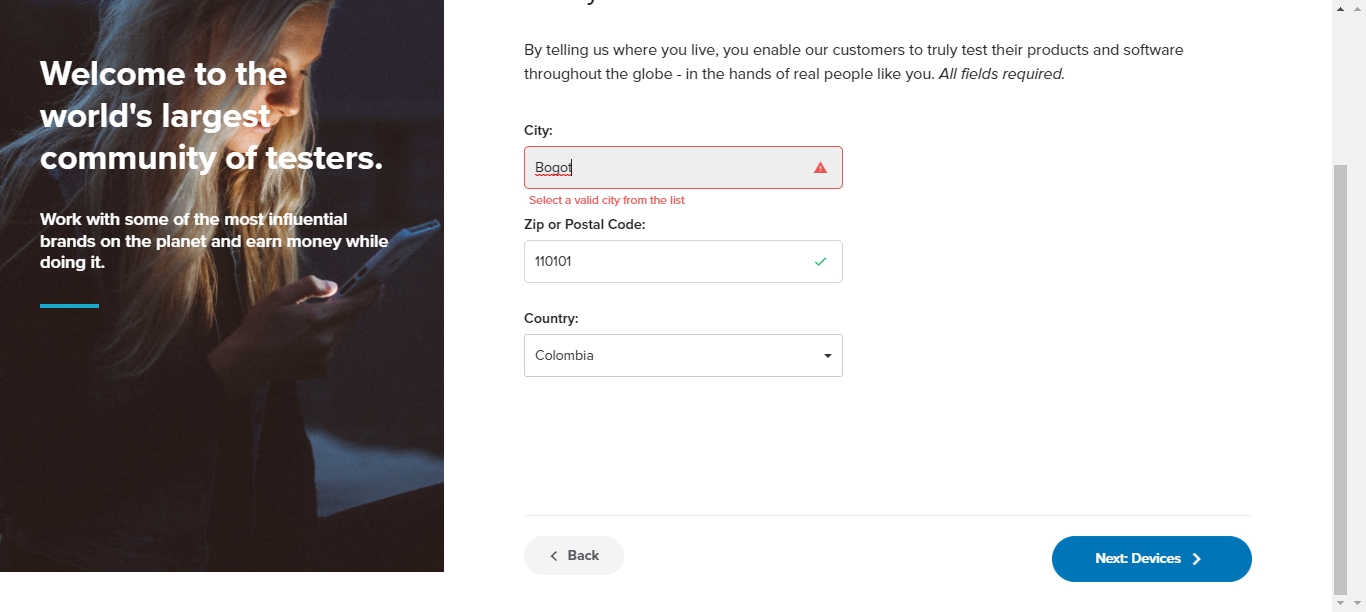 Welcome to the
world's largest
community of testers.
Work with some of the most influential
brands on the planet and earn money while
doing it.
By telling us where you live, you enable our customers to truly test their products and software
throughout the globe - in the hands of real people like you. All fields required.
City:
Bogot
Select a valid city from the list
Zip or Postal Code:
110101
Country:
Colombia
Back
Next: Devices